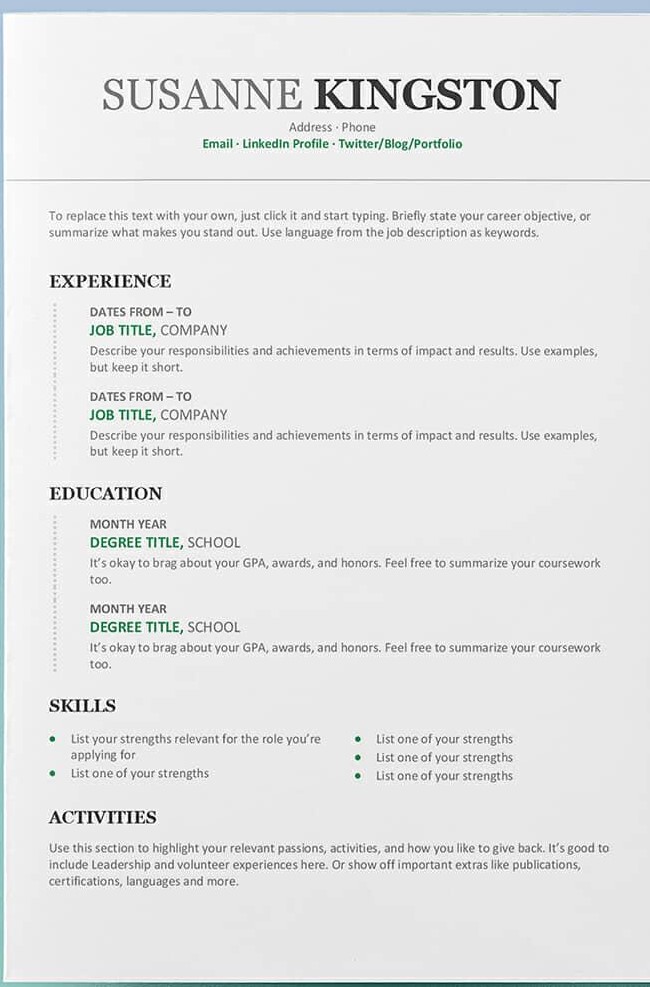 SUSANNE KINGSTON
Address · Phone
Email · LinkedIn Profile · Twitter/Blog/Portfolio
To replace this text with your own, just click it and start typing. Briefly state your career objective, or
summarize what makes you stand out. Use language from the job description as keywords.
EXPERIENCE
DATES FROM – TO
JOB TITLE, COMPANY
Describe your responsibilities and achievements in terms of impact and results. Use examples,
but keep it short.
DATES FROM – TO
JOB TITLE, COMPANY
Describe your responsibilities and achievements in terms of impact and results. Use examples,
but keep it short.
EDUCATION
MONTH YEAR
DEGREE TITLE, SCHOOL
It’s okay to brag about your GPA, awards, and honors. Feel free to summarize your coursework
too.
MONTH YEAR
DEGREE TITLE, SCHOOL
It’s okay to brag about your GPA, awards, and honors. Feel free to summarize your coursework
too.
SKILLS
• List your strengths relevant for the role you’re
applying for
• List one of your strengths
• List one of your strengths
• List one of your strengths
• List one of your strengths
ACTIVITIES
Use this section to highlight your relevant passions, activities, and how you like to give back. It’s good to
include Leadership and volunteer experiences here. Or show off important extras like publications,
certifications, languages and more.